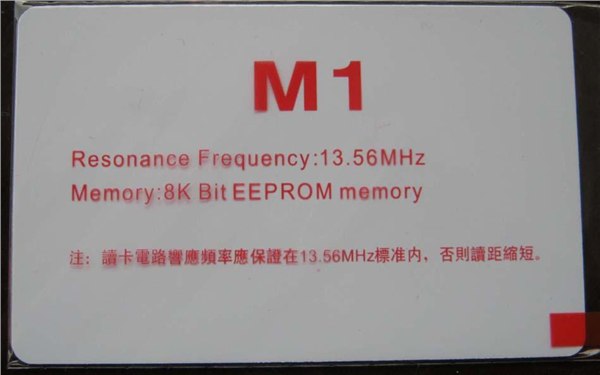 M1
Resonance Frequency:13.56MHz
Memory:8K Bit EEPROM memory
注：讀卡電路響應頻率應保證在13.56MHz標准内，否則讀距縮短。